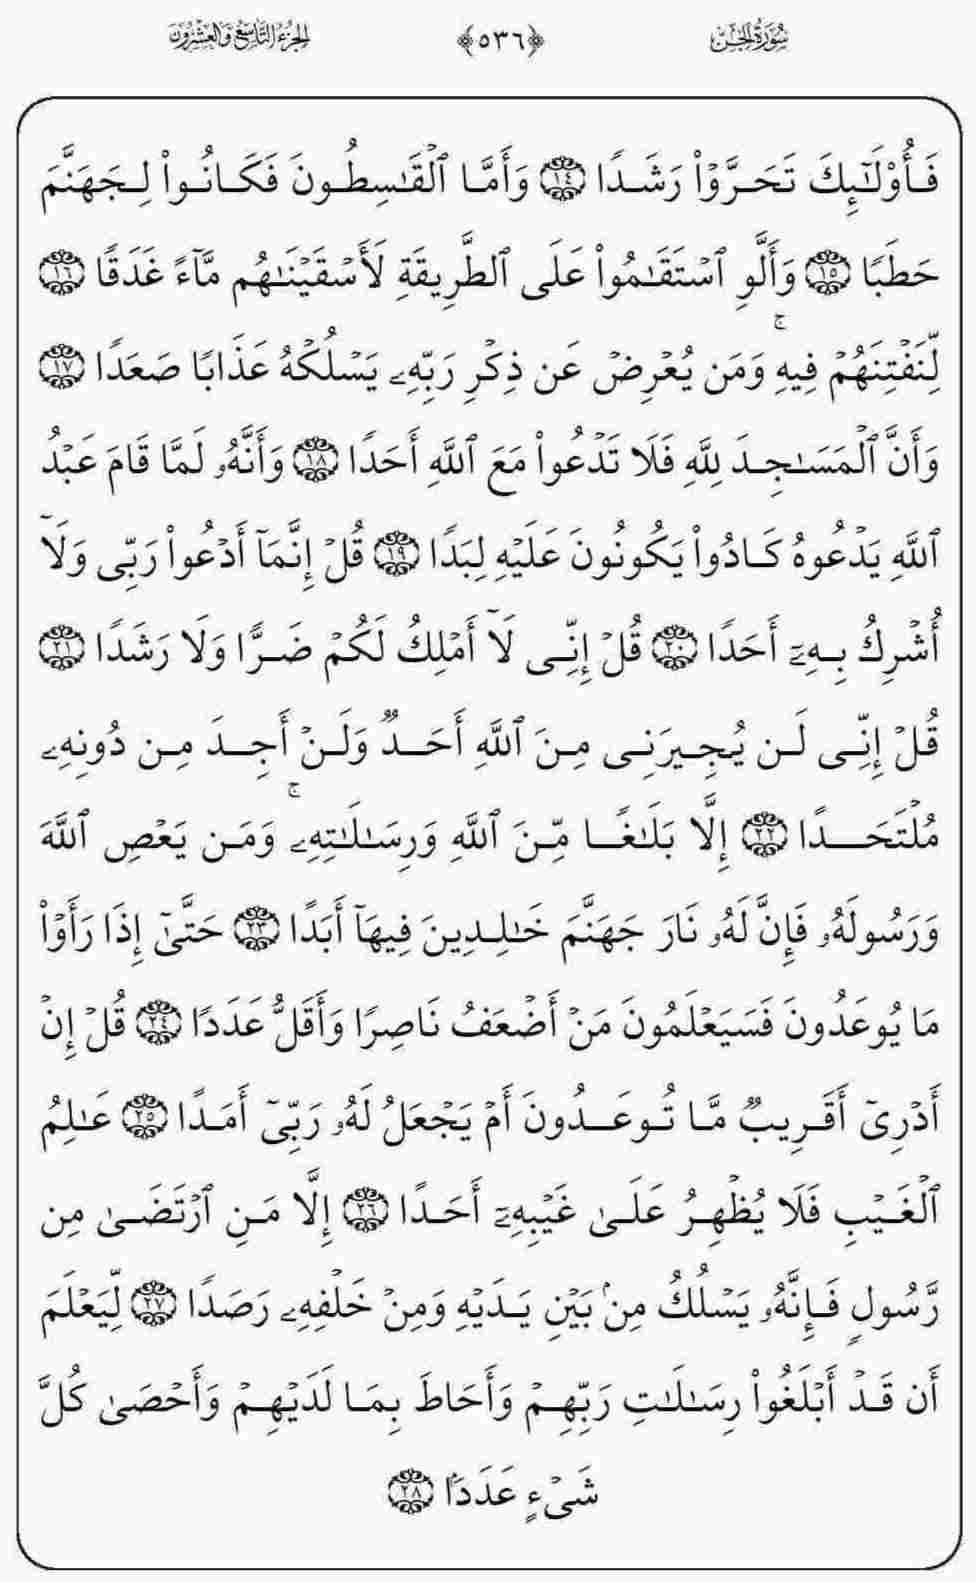 سُورَةُ الجِنّ ﴿٥٣٦﴾ الجُزءُ التَّاسِعُ وَالعِشْرُونَ
فَأُوْلَٰٓئِكَ تَحَرَّوۡاْ رَشَدٗا ١٤ وَأَمَّا ٱلۡقَٰسِطُونَ فَكَانُواْ لِجَهَنَّمَ
حَطَبٗا ١٥ وَأَلَّوِ ٱسۡتَقَٰمُواْ عَلَى ٱلطَّرِيقَةِ لَأَسۡقَيۡنَٰهُم مَّآءً غَدَقٗا ١٦
لِّنَفۡتِنَهُمۡ فِيهِۚ وَمَن يُعۡرِضۡ عَن ذِكۡرِ رَبِّهِۦ يَسۡلُكۡهُ عَذَابٗا صَعَدٗا ١٧
وَأَنَّ ٱلۡمَسَٰجِدَ لِلَّهِ فَلَا تَدۡعُواْ مَعَ ٱللَّهِ أَحَدٗا ١٨ وَأَنَّهُۥ لَمَّا قَامَ عَبۡدُ
ٱللَّهِ يَدۡعُوهُ كَادُواْ يَكُونُونَ عَلَيۡهِ لِبَدٗا ١٩ قُلۡ إِنَّمَآ أَدۡعُواْ رَبِّي وَلَآ
أُشۡرِكُ بِهِۦٓ أَحَدٗا ٢٠ قُلۡ إِنِّي لَآ أَمۡلِكُ لَكُمۡ ضَرّٗا وَلَا رَشَدٗا ٢١
قُلۡ إِنِّي لَن يُجِيرَنِي مِنَ ٱللَّهِ أَحَدٞ وَلَنۡ أَجِدَ مِن دُونِهِۦ
مُلۡتَحَدًا ٢٢ إِلَّا بَلَٰغٗا مِّنَ ٱللَّهِ وَرِسَٰلَٰتِهِۦۚ وَمَن يَعۡصِ ٱللَّهَ
وَرَسُولَهُۥ فَإِنَّ لَهُۥ نَارَ جَهَنَّمَ خَٰلِدِينَ فِيهَآ أَبَدًا ٢٣ حَتَّىٰٓ إِذَا رَأَوۡاْ
مَا يُوعَدُونَ فَسَيَعۡلَمُونَ مَنۡ أَضۡعَفُ نَاصِرٗا وَأَقَلُّ عَدَدٗا ٢٤ قُلۡ إِنۡ
أَدۡرِيٓ أَقَرِيبٞ مَّا تُوعَدُونَ أَمۡ يَجۡعَلُ لَهُۥ رَبِّيٓ أَمَدًا ٢٥ عَٰلِمُ
ٱلۡغَيۡبِ فَلَا يُظۡهِرُ عَلَىٰ غَيۡبِهِۦٓ أَحَدًا ٢٦ إِلَّا مَنِ ٱرۡتَضَىٰ مِن
رَّسُولٖ فَإِنَّهُۥ يَسۡلُكُ مِنۢ بَيۡنِ يَدَيۡهِ وَمِنۡ خَلۡفِهِۦ رَصَدٗا ٢٧ لِّيَعۡلَمَ
أَن قَدۡ أَبۡلَغُواْ رِسَٰلَٰتِ رَبِّهِمۡ وَأَحَاطَ بِمَا لَدَيۡهِمۡ وَأَحۡصَىٰ كُلَّ
شَيۡءٍ عَدَدَۢا ٢٨